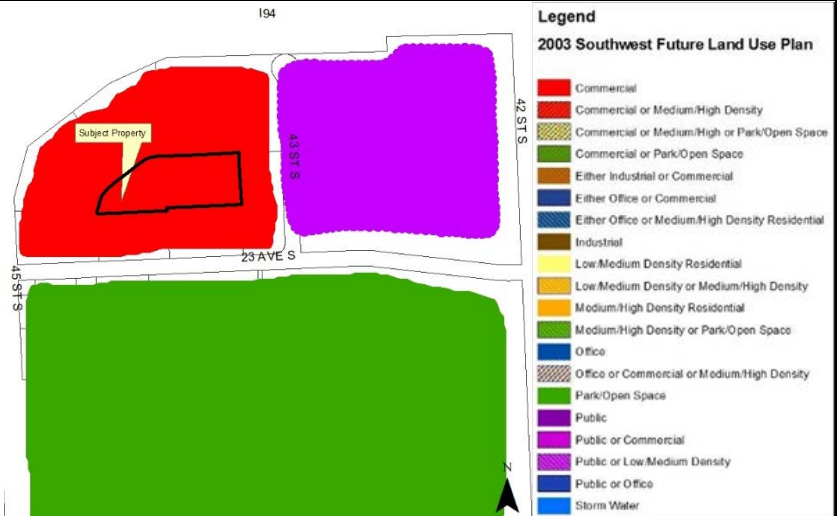 I94
Subject Property
43 ST S
42 ST S
23 AVE S
45 ST S
N
Legend
2003 Southwest Future Land Use Plan
Commercial
Commercial or Medium/High Density
Commercial or Medium/High or Park/Open Space
Commercial or Park/Open Space
Either Industrial or Commercial
Either Office or Commercial
Either Office or Medium/High Density Residential
Industrial
Low/Medium Density Residential
Low/Medium Density or Medium/High Density
Medium/High Density Residential
Medium/High Density or Park/Open Space
Office
Office or Commercial or Medium/High Density
Park/Open Space
Public
Public or Commercial
Public or Low/Medium Density
Public or Office
Storm Water